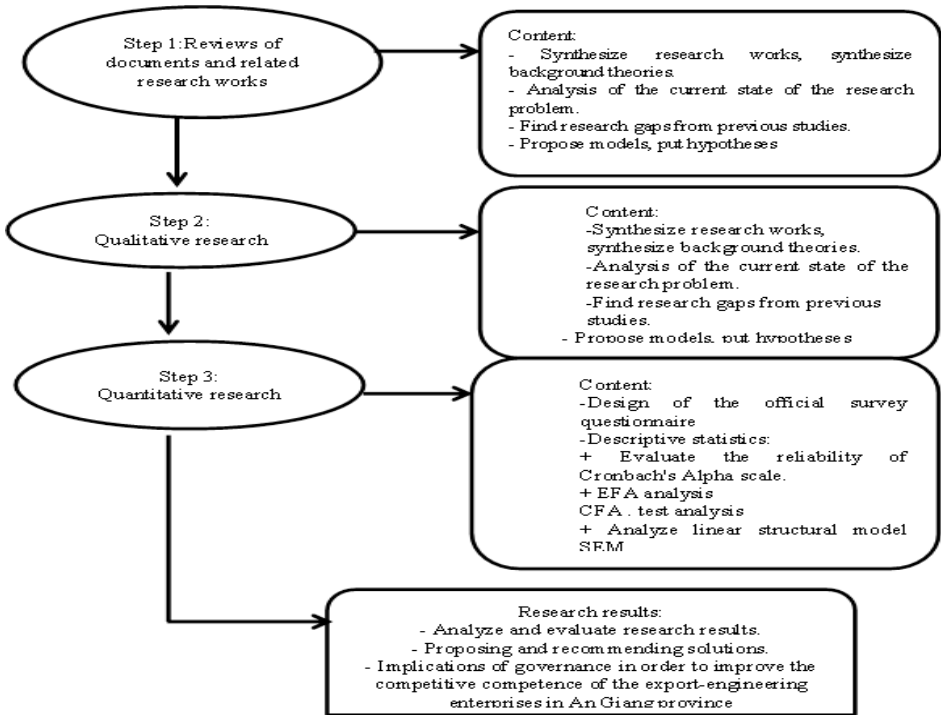 Step 1:Reviews of
documents and related
research works
Content:
- Synthesize research works, synthesize
background theories.
- Analysis of the current state of the research
problem.
- Find research gaps from previous studies.
- Propose models, put hypotheses
Step 2:
Qualitative research
Content:
-Synthesize research works,
synthesize background theories.
-Analysis of the current state of the
research problem.
-Find research gaps from previous
studies.
- Propose models, put hypotheses
Step 3:
Quantitative research
Content:
-Design of the official survey
questionnaire
-Descriptive statistics:
+ Evaluate the reliability of
Cronbach's Alpha scale.
+ EFA analysis
CFA . test analysis
+ Analyze linear structural model
SEM
Research results:
- Analyze and evaluate research results.
- Proposing and recommending solutions.
- Implications of governance in order to improve the
competitive competence of the export-engineering
enterprises in An Giang province